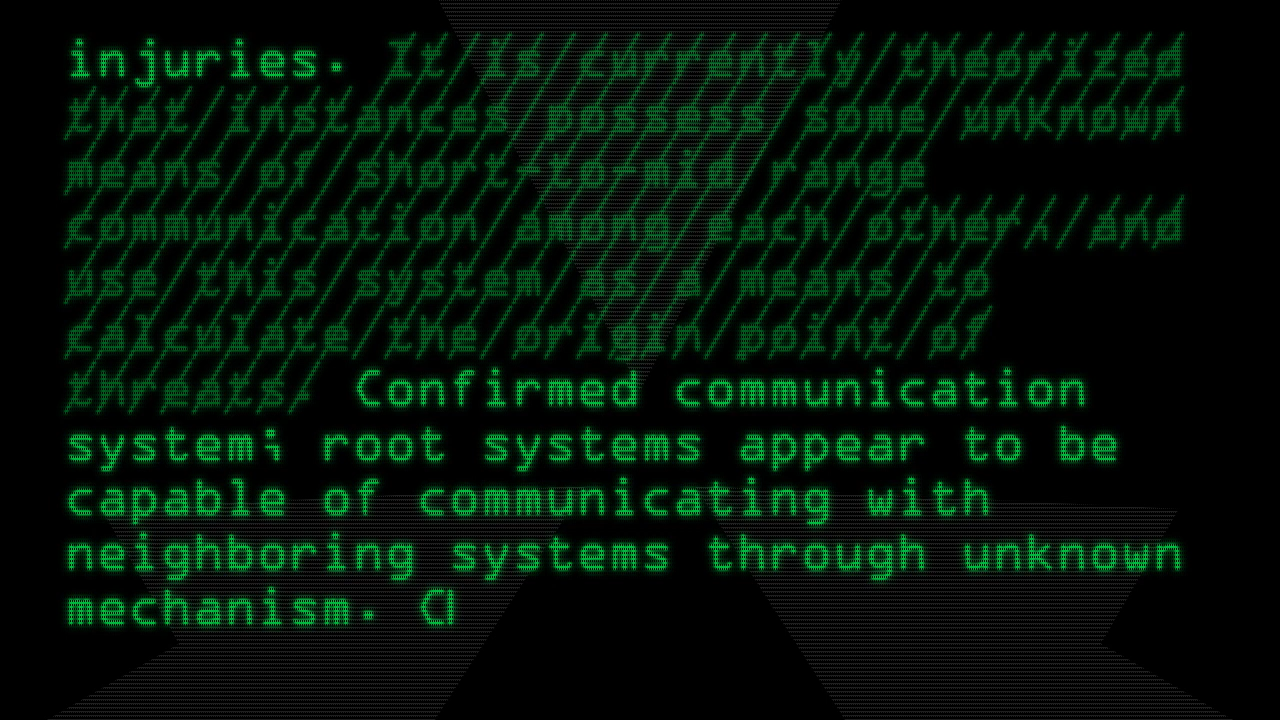 injuries. It is currently theorized
that instances possess some unknown
means of short-to-mid range
communication among each other, and
use this system as a means to
calculate the origin point of
threats. Confirmed communication
system; root systems appear to be
capable of communicating with
neighboring systems through unknown
mechanism. C